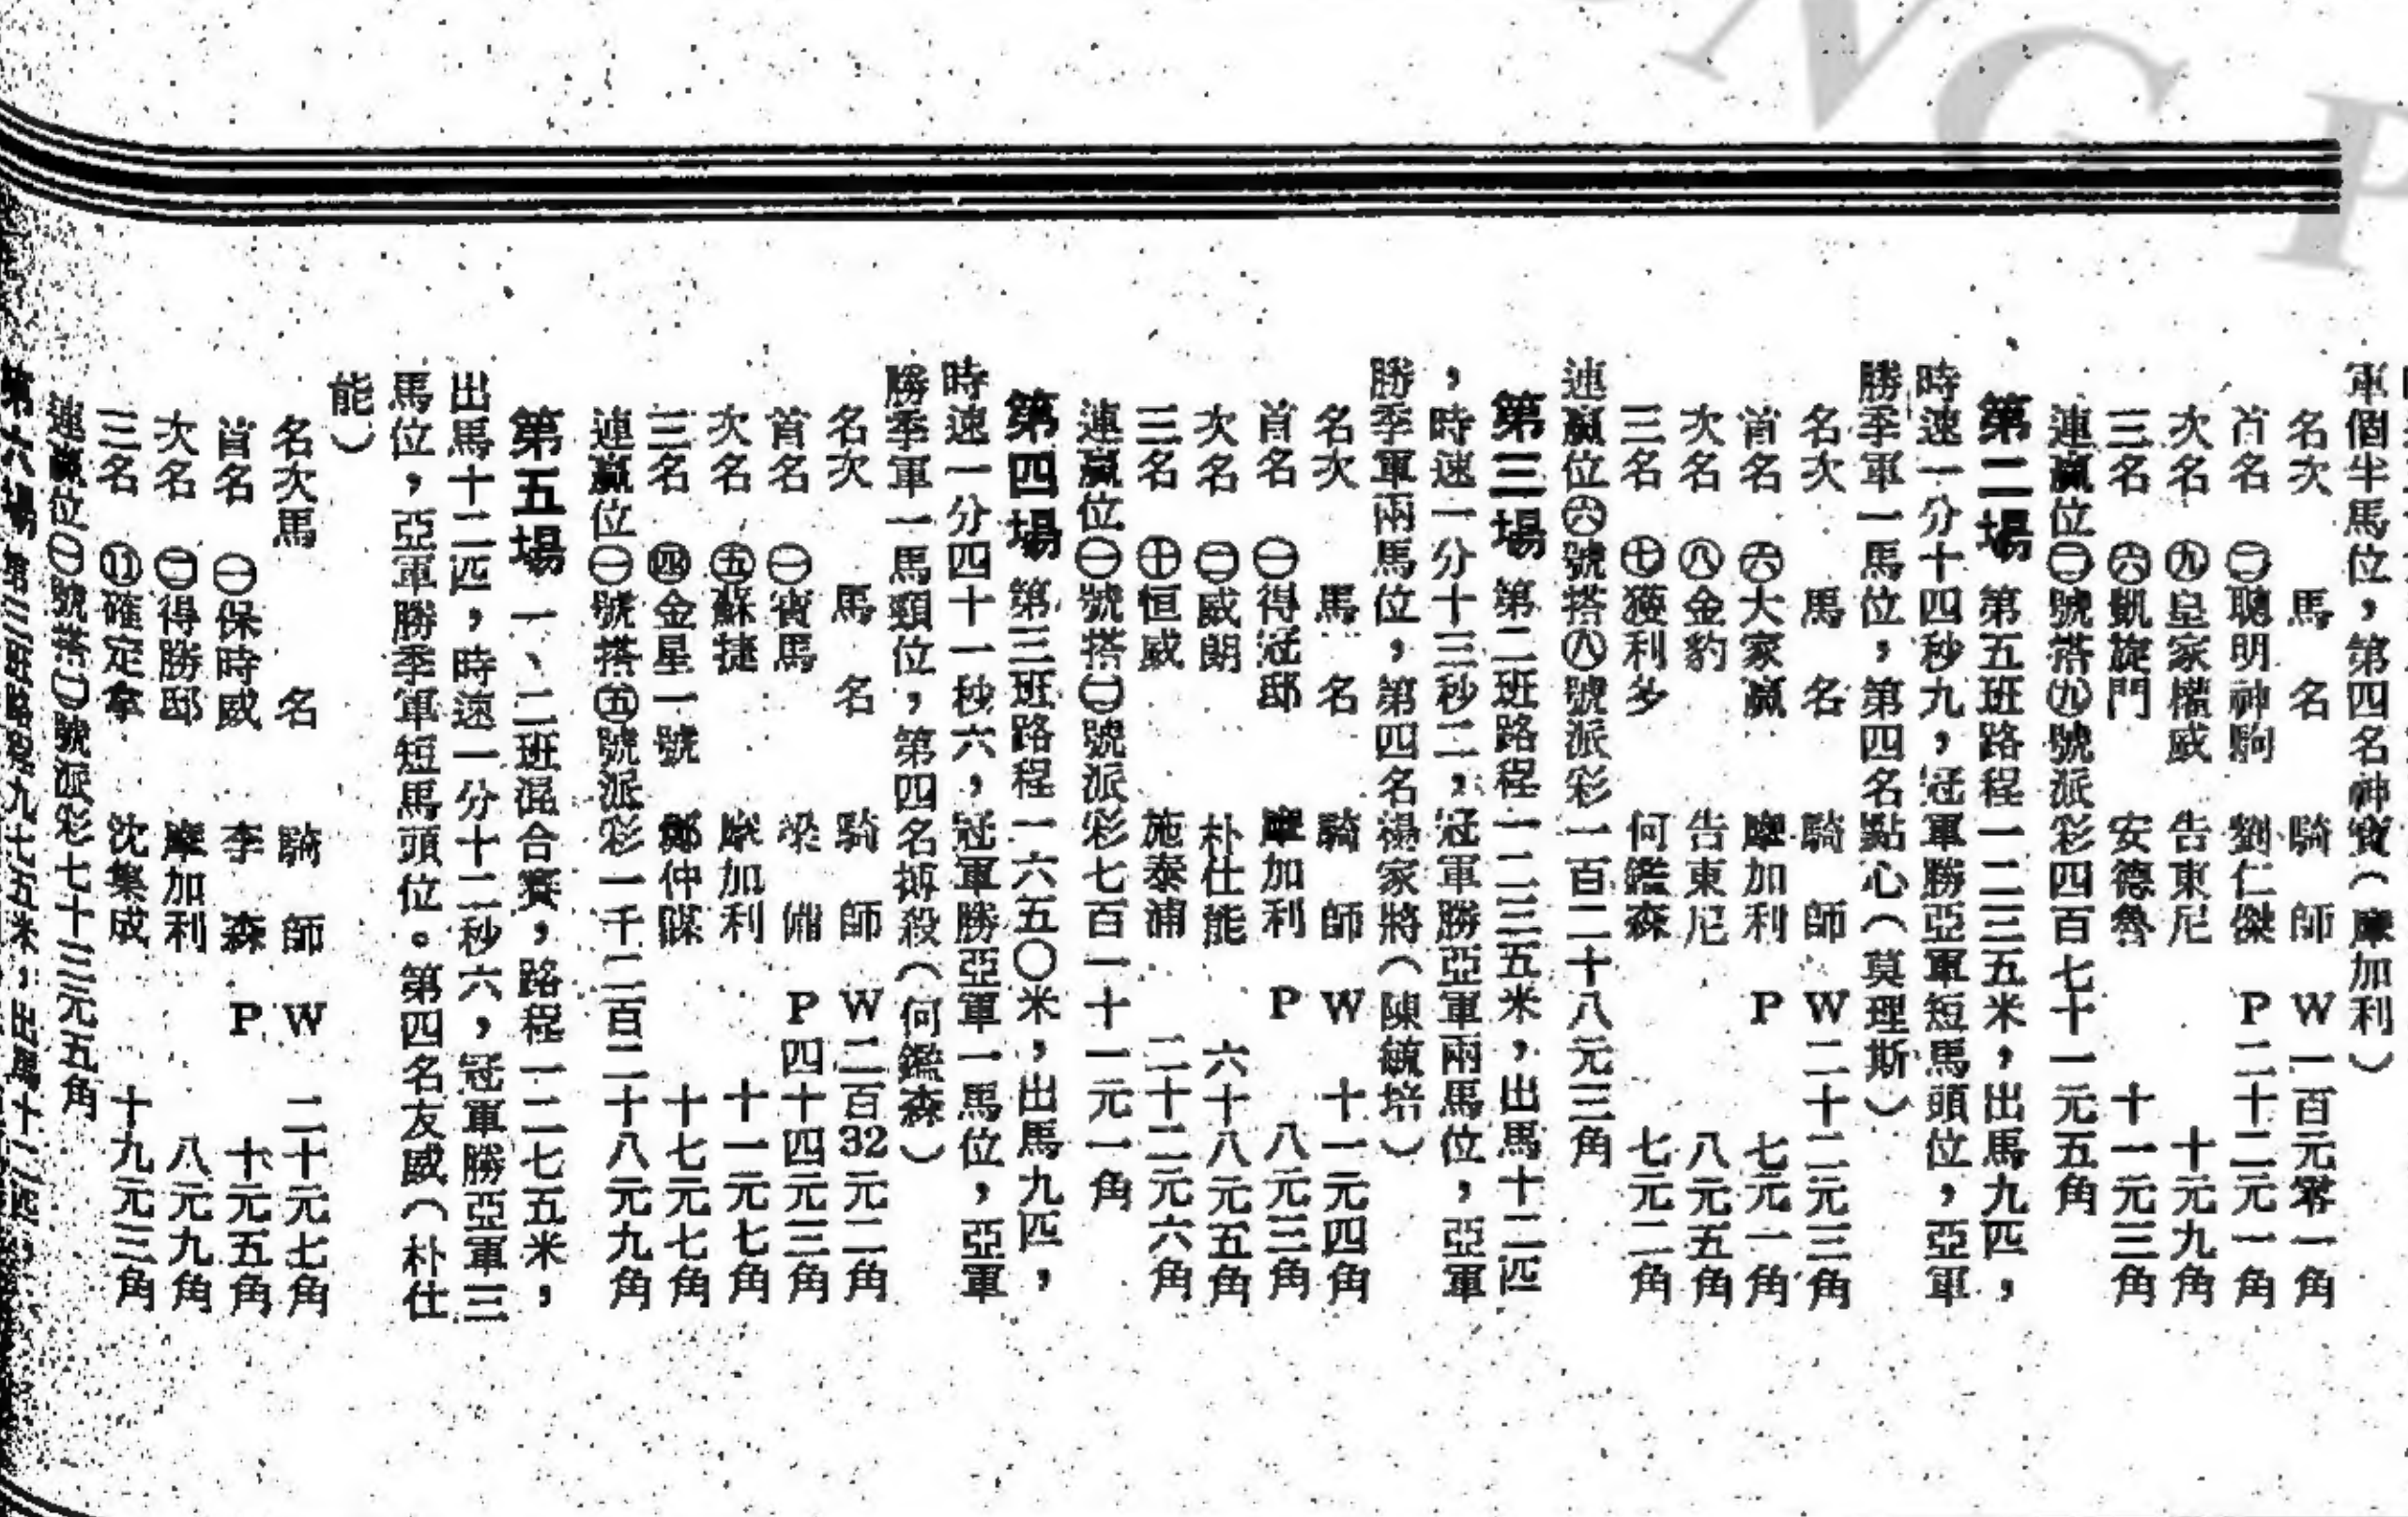 軍個半馬位，第四名神寶（摩加利）
名次 馬 名 騎 師 W 一百元零一角
首名 ㊁聰明神駒 劉仁傑 P 二十二元一角
次名 ㊈皇家權威 告東尼 十元九角
三名 ㊅凱旋門 安德魯 十一元三角
連贏位㊁號搭㊈號派彩四百七十一元五角
第二場 第五班路程一二三五米，出馬九匹，
時速一分十四秒九，冠軍勝亞軍短馬頭位，亞軍
勝季軍一馬位，第四名點心（莫理斯）
名次 馬 名 騎 師 W 二十二元三角
首名 ㊅大家贏 摩加利 P 七元一角
次名 ㊇金豹 告東尼 八元五角
三名 ㊆獲利多 何鑑森 七元二角
連贏位㊅號搭㊇號派彩一百二十八元三角
第三場 第二班路程一二三五米，出馬十二匹
，時速一分十三秒二，冠軍勝亞軍兩馬位，亞軍
勝季軍兩馬位，第四名楊家將（陳毓培）
名次 馬 名 騎 師 W 十一元四角
首名 ㊀得冠邸 摩加利 P 八元三角
次名 ㊁威朗 朴仕能 六十八元五角
三名 ㊉恒威 施泰浦 二十二元六角
連贏位㊀號搭㊁號派彩七百一十一元一角
第四場 第三班路程一六五〇米，出馬九匹，
時速一分四十一秒六，冠軍勝亞軍一馬位，亞軍
勝季軍一馬頸位，第四名搏殺（何鑑森）
名次 馬 名 騎 師 W 二百32元二角
首名 ㊀寶馬 梁 P 四十四元三角
次名 ㊄蘇捷 摩加利 十一元七角
三名 ㊃金星一號 鄭仲謀 十七元七角
連贏位㊀號搭㊄號派彩一千二百二十八元九角
第五場 一、二班混合賽，路程一二七五米，
出馬十二匹，時速一分十二秒六，冠軍勝亞軍三
馬位，亞軍勝季軍短馬頭位。第四名友威（朴仕
能）
名次馬 名 騎 師 W 二十元七角
首名 ㊀保時威 李 森 P 十元五角
次名 ㊁得勝邸 摩加利 八元九角
三名 ⑪確定拿 沈集成 十九元三角
連贏位㊀號搭㊁號派彩七十三元五角
第六場 第三班路程九七五米，出馬十二匹，